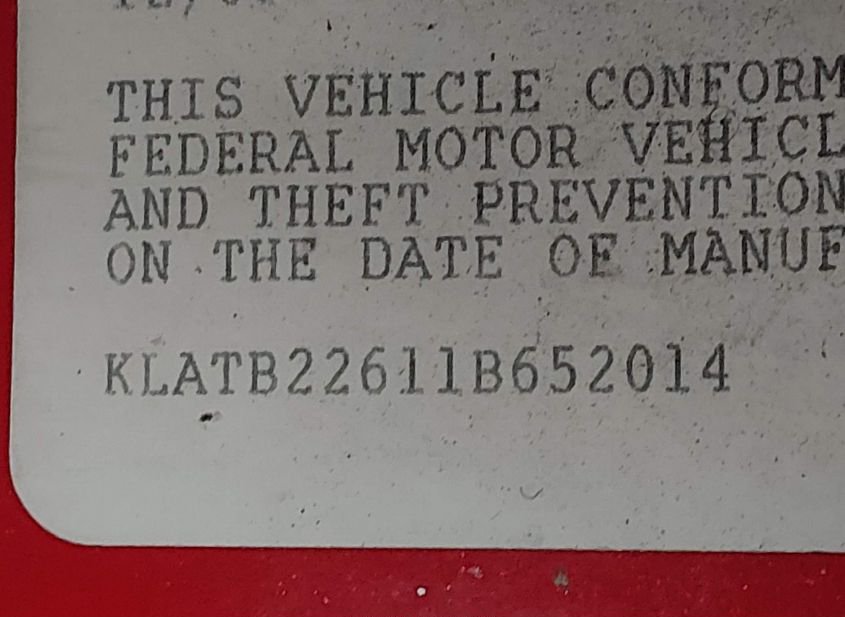 THIS VEHICLE CONFORM
FEDERAL MOTOR VEHICL
AND THEFT PREVENTION
ON THE DATE OF MANUF
KLATB22611B652014